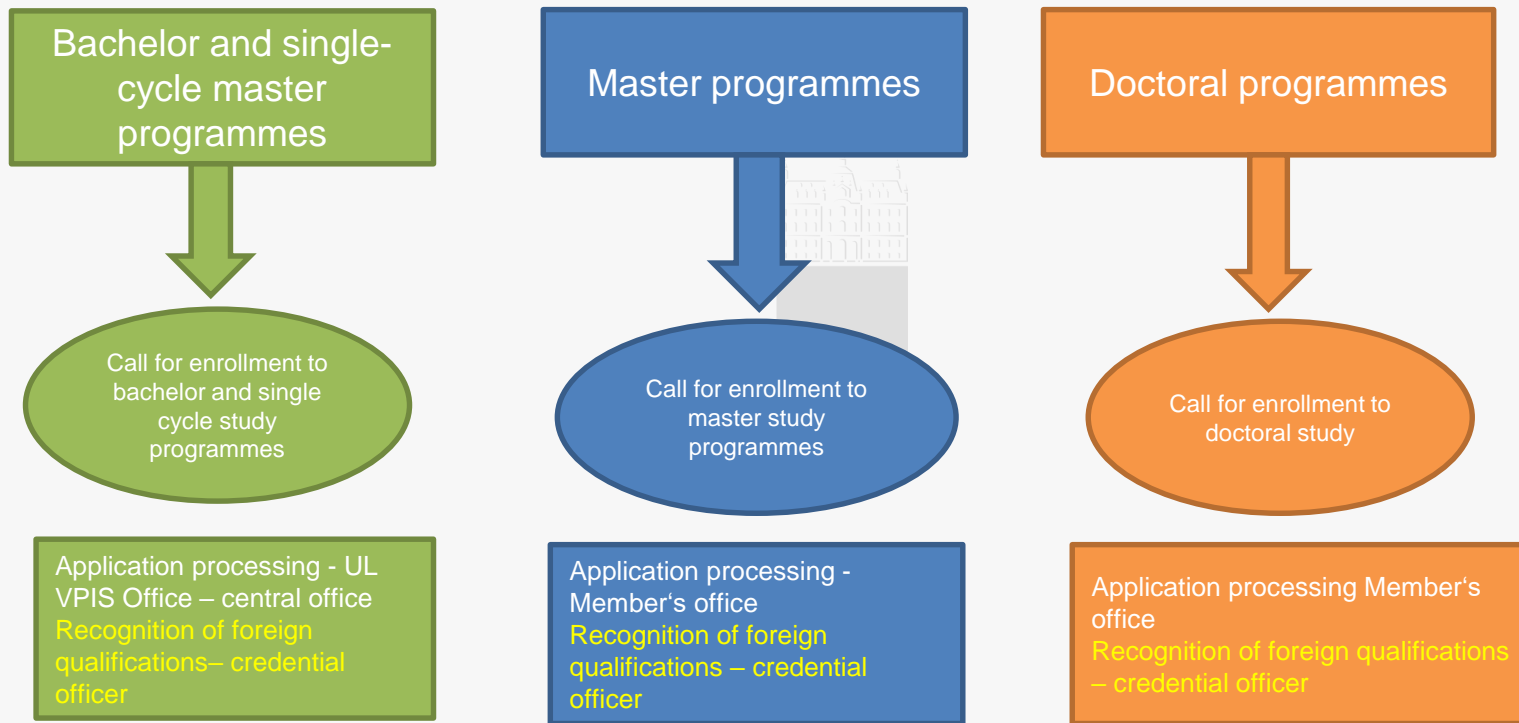 Bachelor and single-
cycle master
programmes
Master programmes
Doctoral programmes
Call for enrollment to
bachelor and single
cycle study
programmes
Call for enrollment to
master study
programmes
Call for enrollment to
doctoral study
Application processing - UL
VPIS Office – central office
Recognition of foreign
qualifications– credential
officer
Application processing -
Member's office
Recognition of foreign
qualifications – credential
officer
Application processing Member‘s
office
Recognition of foreign qualifications
– credential officer